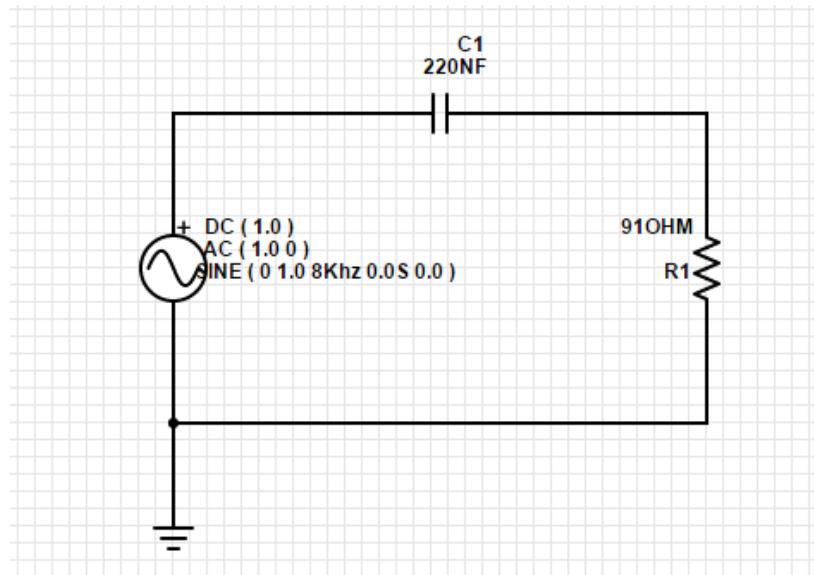 C1
220NF
+ DC ( 1.0 )
AC ( 1.0 0 )
SINE ( 0 1.0 8Khz 0.0S 0.0 )
91OHM
R1